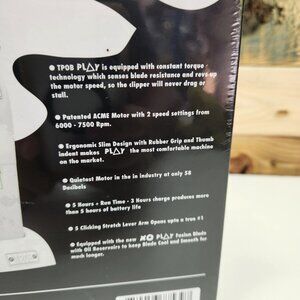 ● TPOB PLAY is equipped with constant torque
technology which senses blade resistance and revs up
the motor speed, so the clipper will never drag or
stall.
● Patented ACME Motor with 2 speed settings from
6000 - 7500 Rpm.
● Ergonomic Slim Design with Rubber Grip and Thumb
indent makes PLAY the most comfortable machine
on the market.
● Quietest Motor in the in industry at only 58
Decibels
● 5 Hours + Run Time - 3 Hours charge produces more
than 5 hours of battery life
● 5 Clicking Stretch Lever Arm Opens upto a true #1
● Equipped with the new XO PLAY Fusion Blade
with Oil Reservoirs to keep Blade Cool and Smooth for
much longer.